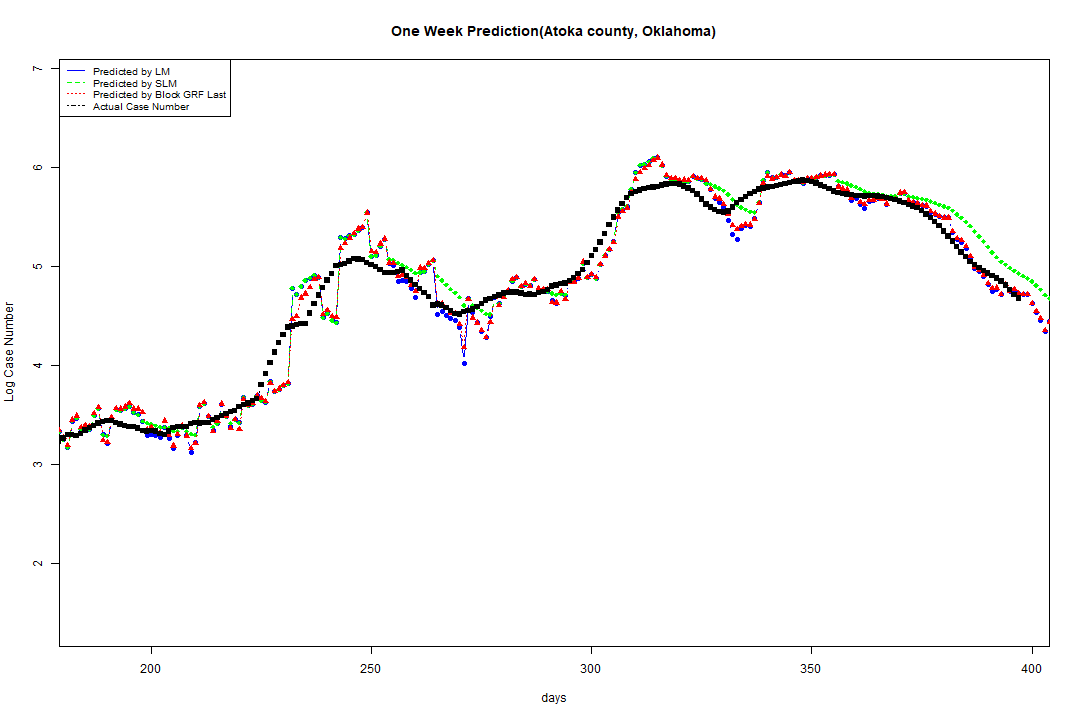 One Week Prediction(Atoka county, Oklahoma)
Predicted by LM
Predicted by SLM
Predicted by Block GRF Last
Actual Case Number
7
6
5
4
3
2
Log Case Number
200 250 300 350 400
days